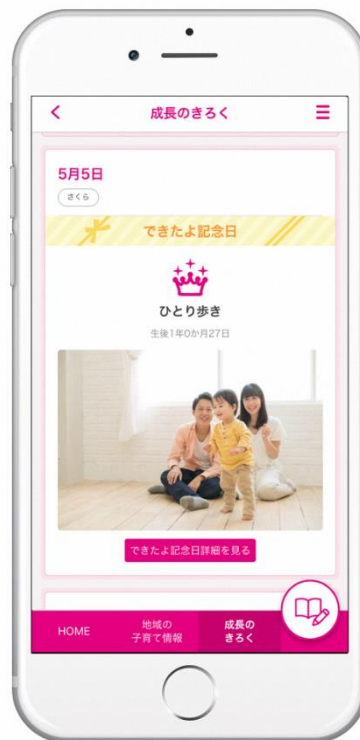 成長のきろく
5月5日
さくら
できたよ記念日
ひとり歩き
生後1年0か月27日
できたよ記念日詳細を見る
HOME
地域の
子育て情報
成長の
きろく